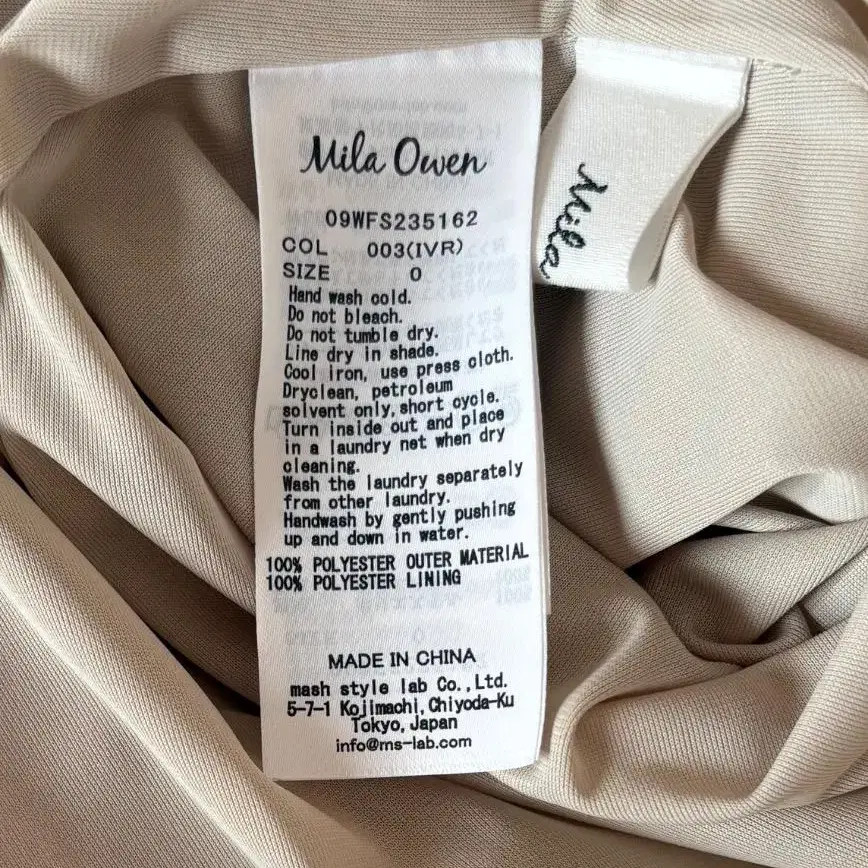 Mila Owen
09WFS235162
COL 003(IVR)
SIZE 0
Hand wash cold.
Do not bleach.
Do not tumble dry.
Line dry in shade.
Cool iron, use press cloth.
Dryclean, petroleum
solvent only, short cycle.
Turn inside out and place
in a laundry net when dry
cleaning.
Wash the laundry separately
from other laundry.
Handwash by gently pushing
up and down in water.
100% POLYESTER OUTER MATERIAL
100% POLYESTER LINING
MADE IN CHINA
mash style lab Co.,Ltd.
5-7-1 Kojimachi, Chiyoda-Ku
Tokyo, Japan
info@ms-lab.com
Mila